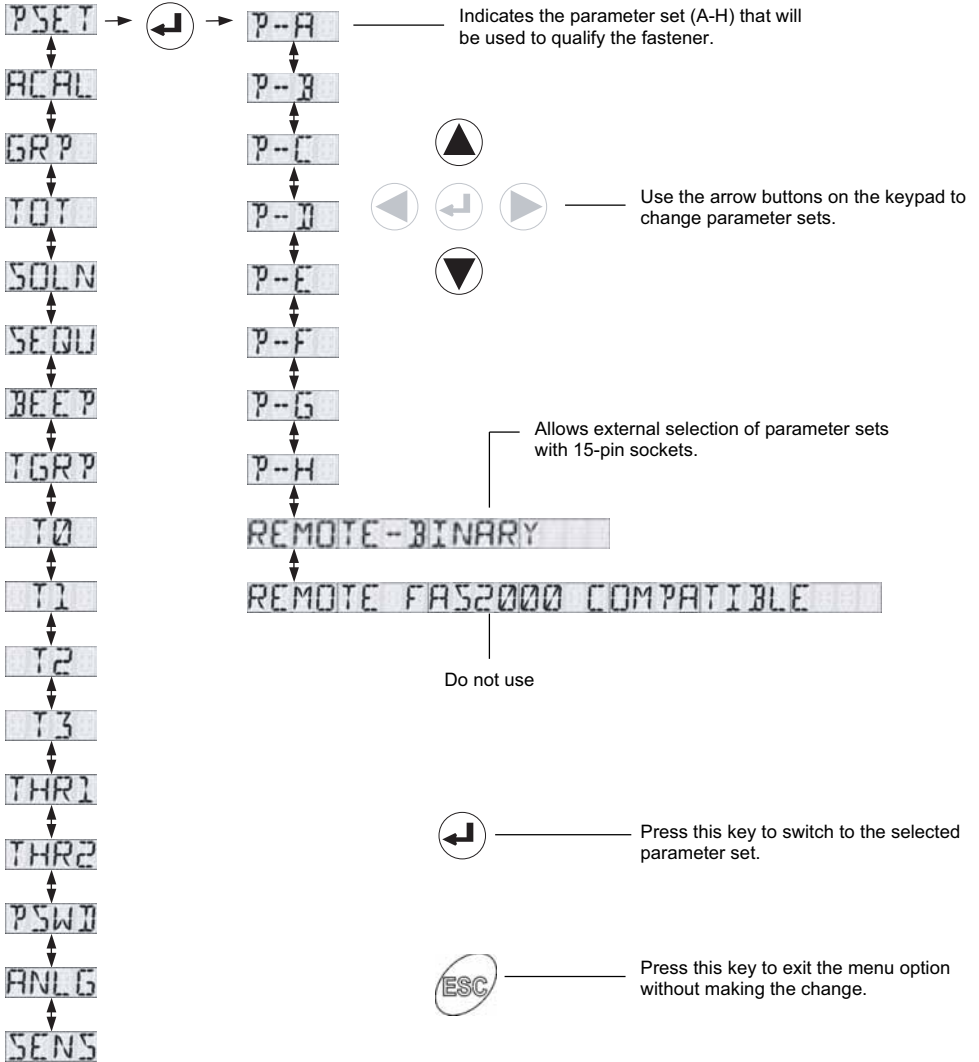 PSET
P--A
Indicates the parameter set (A-H) that will
be used to qualify the fastener.
ACAL
P--B
GRP
P--C
TOT
P--D
Use the arrow buttons on the keypad to
change parameter sets.
SOLN
P--E
SEQU
P--F
BEEP
P--G
Allows external selection of parameter sets
with 15-pin sockets.
TGRP
P--H
T0
REMOTE-BINARY
T1
REMOTE FAS2000 COMPATIBLE
T2
Do not use
T3
THR1
THR2
Press this key to switch to the selected
parameter set.
PSWD
ANLG
ESC
Press this key to exit the menu option
without making the change.
SENS